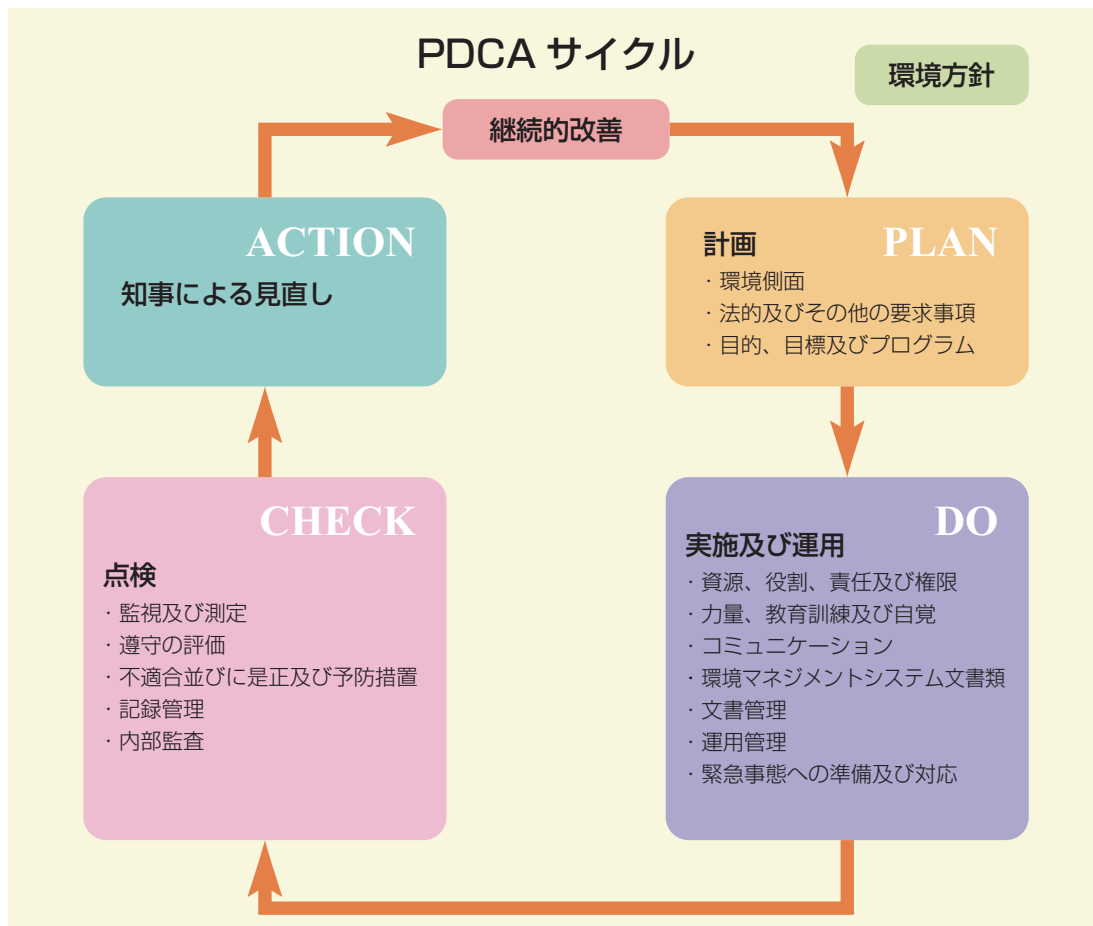 PDCA サイクル
環境方針
継続的改善
PLAN
計画
・環境側面
・法的及びその他の要求事項
・目的、目標及びプログラム
DO
実施及び運用
・資源、役割、責任及び権限
・力量、教育訓練及び自覚
・コミュニケーション
・環境マネジメントシステム文書類
・文書管理
・運用管理
・緊急事態への準備及び対応
CHECK
点検
・監視及び測定
・遵守の評価
・不適合並びに是正及び予防措置
・記録管理
・内部監査
ACTION
知事による見直し